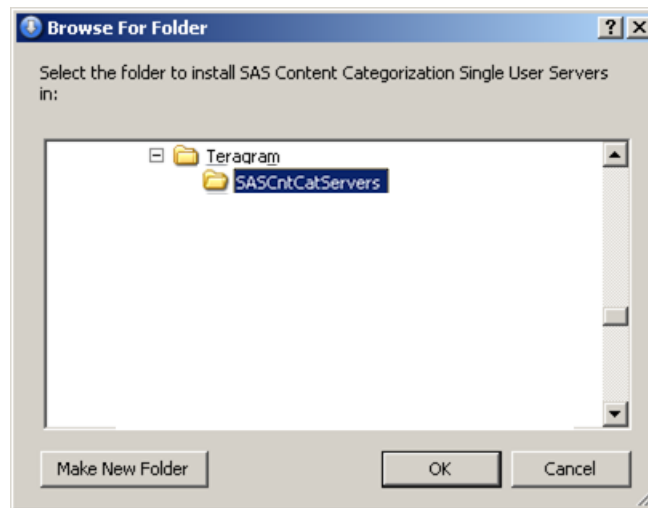 Browse For Folder
Select the folder to install SAS Content Categorization Single User Servers
in:
Teragram
SASCntCatServers
Make New Folder
OK
Cancel